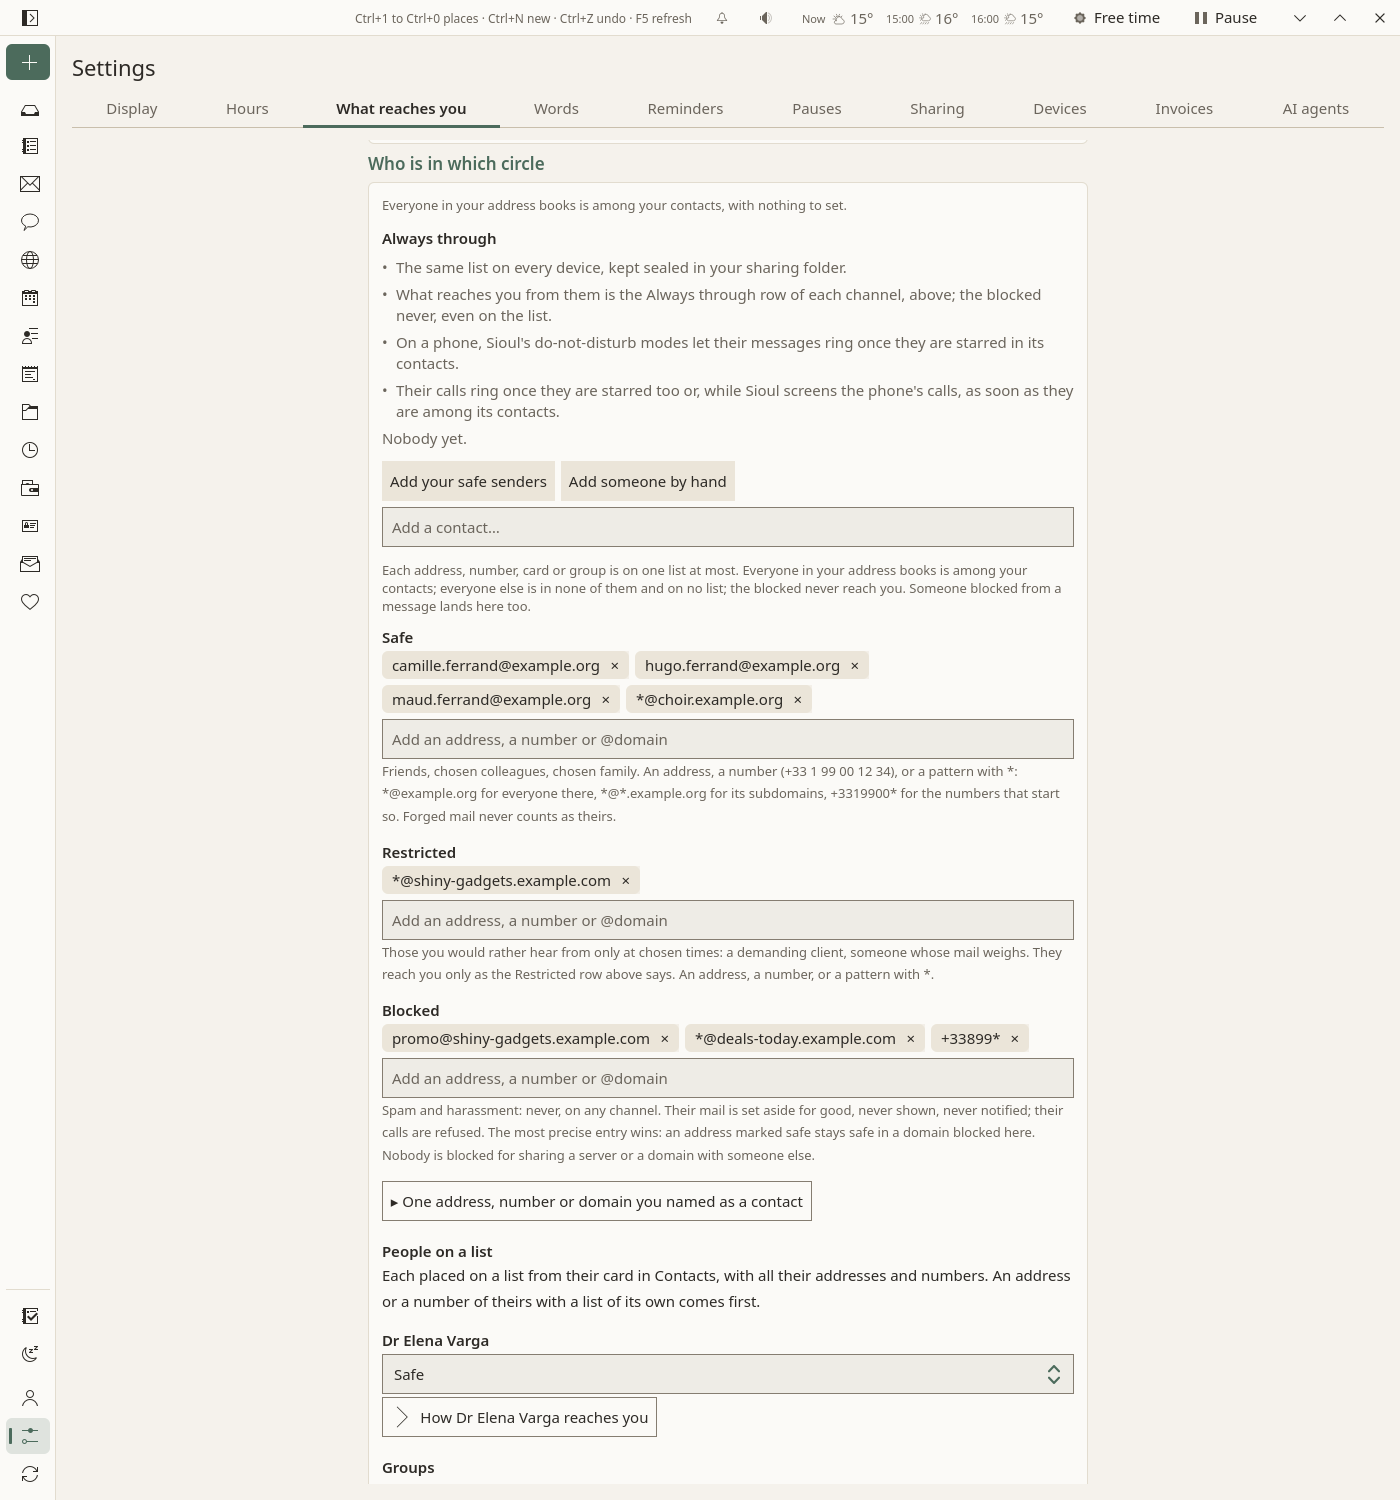 Ctrl+1 to Ctrl+0 places · Ctrl+N new · Ctrl+Z undo · F5 refresh
Now 15° 15:00 16° 16:00 15°
Free time
Pause
Settings
Display
Hours
What reaches you
Words
Reminders
Pauses
Sharing
Devices
Invoices
AI agents
Who is in which circle
Everyone in your address books is among your contacts, with nothing to set.
Always through
• The same list on every device, kept sealed in your sharing folder.
• What reaches you from them is the Always through row of each channel, above; the blocked
never, even on the list.
• On a phone, Sioul's do-not-disturb modes let their messages ring once they are starred in its
contacts.
• Their calls ring once they are starred too or, while Sioul screens the phone's calls, as soon as they
are among its contacts.
Nobody yet.
Add your safe senders
Add someone by hand
Add a contact…
Each address, number, card or group is on one list at most. Everyone in your address books is among your
contacts; everyone else is in none of them and on no list; the blocked never reach you. Someone blocked from a
message lands here too.
Safe
camille.ferrand@example.org ×
hugo.ferrand@example.org ×
maud.ferrand@example.org ×
*@choir.example.org ×
Add an address, a number or @domain
Friends, chosen colleagues, chosen family. An address, a number (+33 1 99 00 12 34), or a pattern with *:
*@example.org for everyone there, *@*.example.org for its subdomains, +3319900* for the numbers that start
so. Forged mail never counts as theirs.
Restricted
*@shiny-gadgets.example.com ×
Add an address, a number or @domain
Those you would rather hear from only at chosen times: a demanding client, someone whose mail weighs. They
reach you only as the Restricted row above says. An address, a number, or a pattern with *.
Blocked
promo@shiny-gadgets.example.com ×
*@deals-today.example.com ×
+33899* ×
Add an address, a number or @domain
Spam and harassment: never, on any channel. Their mail is set aside for good, never shown, never notified; their
calls are refused. The most precise entry wins: an address marked safe stays safe in a domain blocked here.
Nobody is blocked for sharing a server or a domain with someone else.
▸ One address, number or domain you named as a contact
People on a list
Each placed on a list from their card in Contacts, with all their addresses and numbers. An address
or a number of theirs with a list of its own comes first.
Dr Elena Varga
Safe
How Dr Elena Varga reaches you
Groups